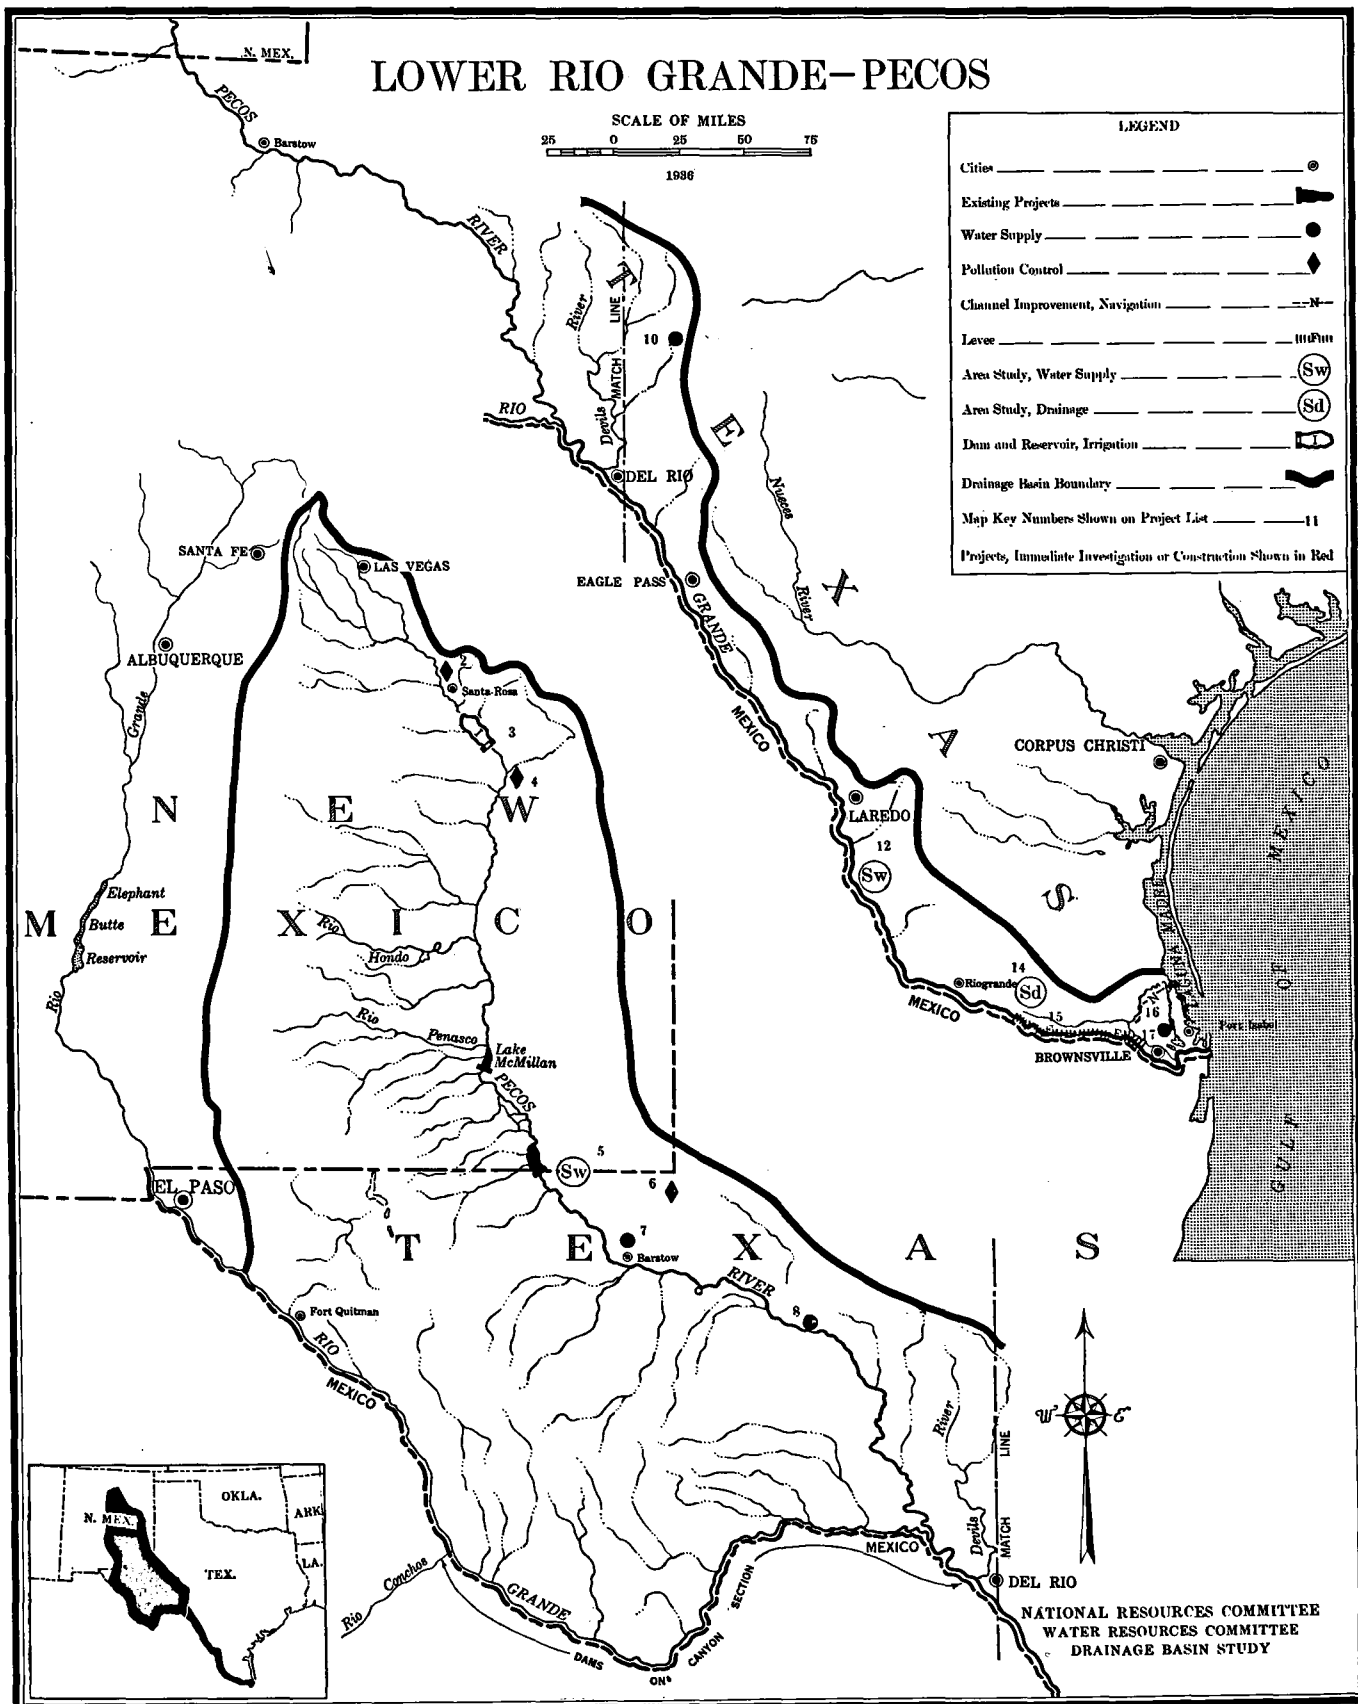 LOWER RIO GRANDE-PECOS
SCALE OF MILES
25 0 25 50 75
1936
N. MEX.
PECOS
Barstow
RIVER
LEGEND
Cities
Existing Projects
Water Supply
Pollution Control
Channel Improvement, Navigation N
Levee F
Area Study, Water Supply Sw
Area Study, Drainage Sd
Dam and Reservoir, Irrigation I
Drainage Basin Boundary
Map Key Numbers Shown on Project List 11
Projects, Immediate Investigation or Construction Shown in Red
T E X A S
River
Devils
MATCH LINE
10
RIO
DEL RIO
EAGLE PASS
GRANDE
Nueces
River
MEXICO
CORPUS CHRISTI
LAREDO
12
Sw
Riogrande
14
Sd
15
MEXICO
16
17
BROWNSVILLE
Port Isabel
LAGUNA MADRE
GULF OF MEXICO
SANTA FE
LAS VEGAS
ALBUQUERQUE
Grande
2
Santa Rosa
3
4
N E W
M E X I C O
Elephant
Butte
Reservoir
Rio
Rio
Hondo
Rio
Penasco
Lake
McMillan
PECOS
5
Sw
6
EL PASO
7
Barstow
T E X A S
RIVER
8
Fort Quitman
RIO
MEXICO
River
Devils
MATCH LINE
W E
Rio Conchos
GRANDE
DAMS ON CANYON SECTION
MEXICO
DEL RIO
N. MEX.
OKLA.
ARK.
TEX.
LA.
NATIONAL RESOURCES COMMITTEE
WATER RESOURCES COMMITTEE
DRAINAGE BASIN STUDY